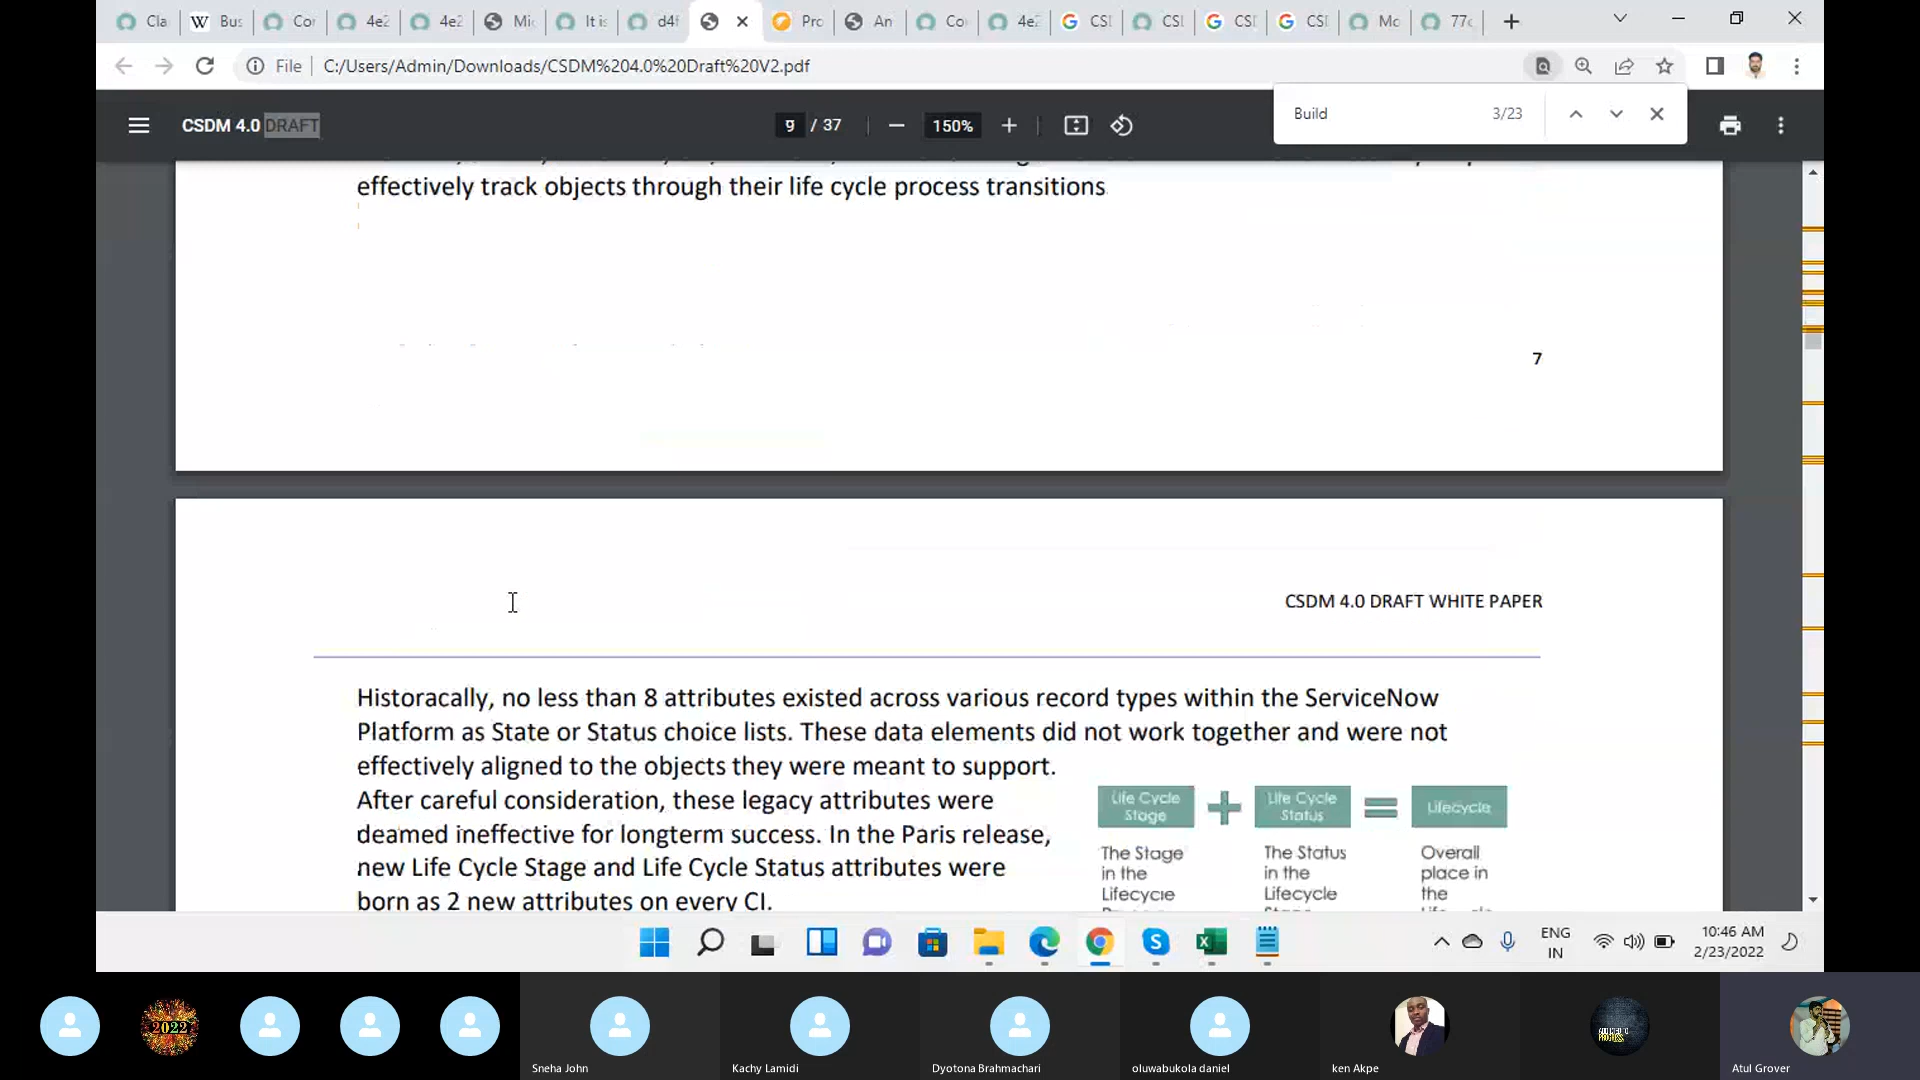 Cla
W Bus
Cor
4e2
4e2
Mic
It is
d4f
Pro
An
Co
4e2
CSI
CSI
CSI
CSI
Mo
77c
File
C:/Users/Admin/Downloads/CSDM%204.0%20Draft%20V2.pdf
Build
3/23
CSDM 4.0 DRAFT
9 / 37
150%
effectively track objects through their life cycle process transitions
7
CSDM 4.0 DRAFT WHITE PAPER
Historacally, no less than 8 attributes existed across various record types within the ServiceNow
Platform as State or Status choice lists. These data elements did not work together and were not
effectively aligned to the objects they were meant to support.
After careful consideration, these legacy attributes were
deamed ineffective for longterm success. In the Paris release,
new Life Cycle Stage and Life Cycle Status attributes were
born as 2 new attributes on every CI.
Life Cycle
Stage
Life Cycle
Status
Lifecycle
The Stage
in the
Lifecycle
The Status
in the
Lifecycle
Overall
place in
the
ENG
IN
10:46 AM
2/23/2022
2022
Sneha John
Kachy Lamidi
Dyotona Brahmachari
oluwabukola daniel
ken Akpe
Atul Grover